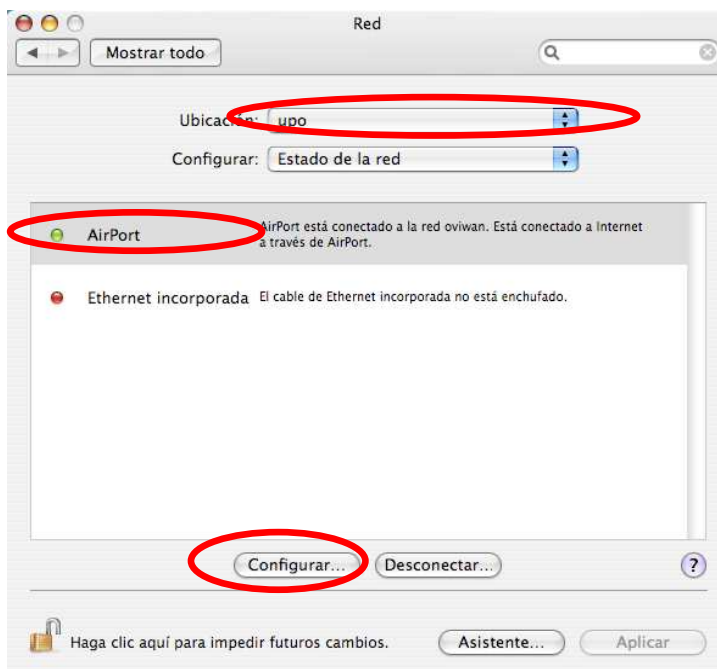 Red
Mostrar todo
Ubicación: upo
Configurar: Estado de la red
AirPort
AirPort está conectado a la red oviwan. Está conectado a Internet
a través de AirPort.
Ethernet incorporada El cable de Ethernet incorporada no está enchufado.
Configurar... Desconectar... ?
Haga clic aquí para impedir futuros cambios. Asistente... Aplicar